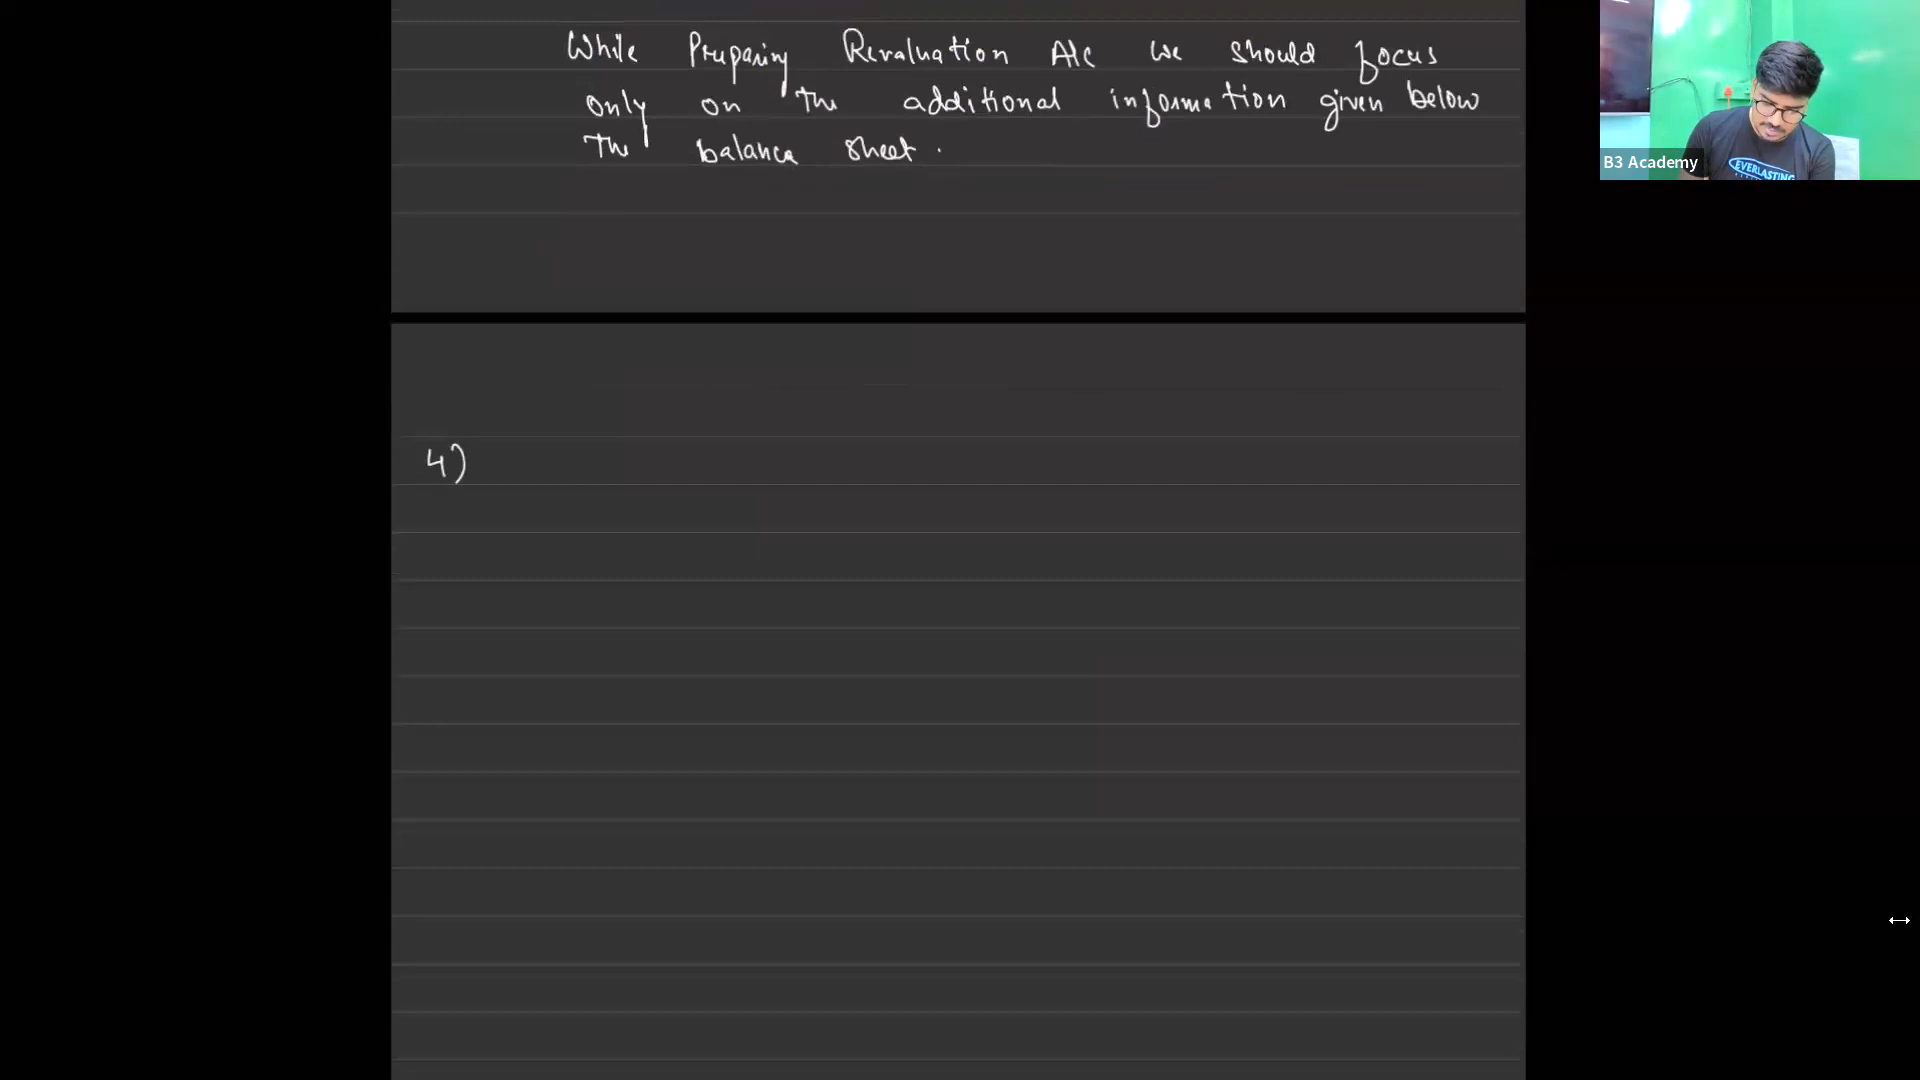 While Preparing Revaluation A/c we should focus
only on the additional information given below
The balance sheet.
B3 Academy
EVERLAST
4)